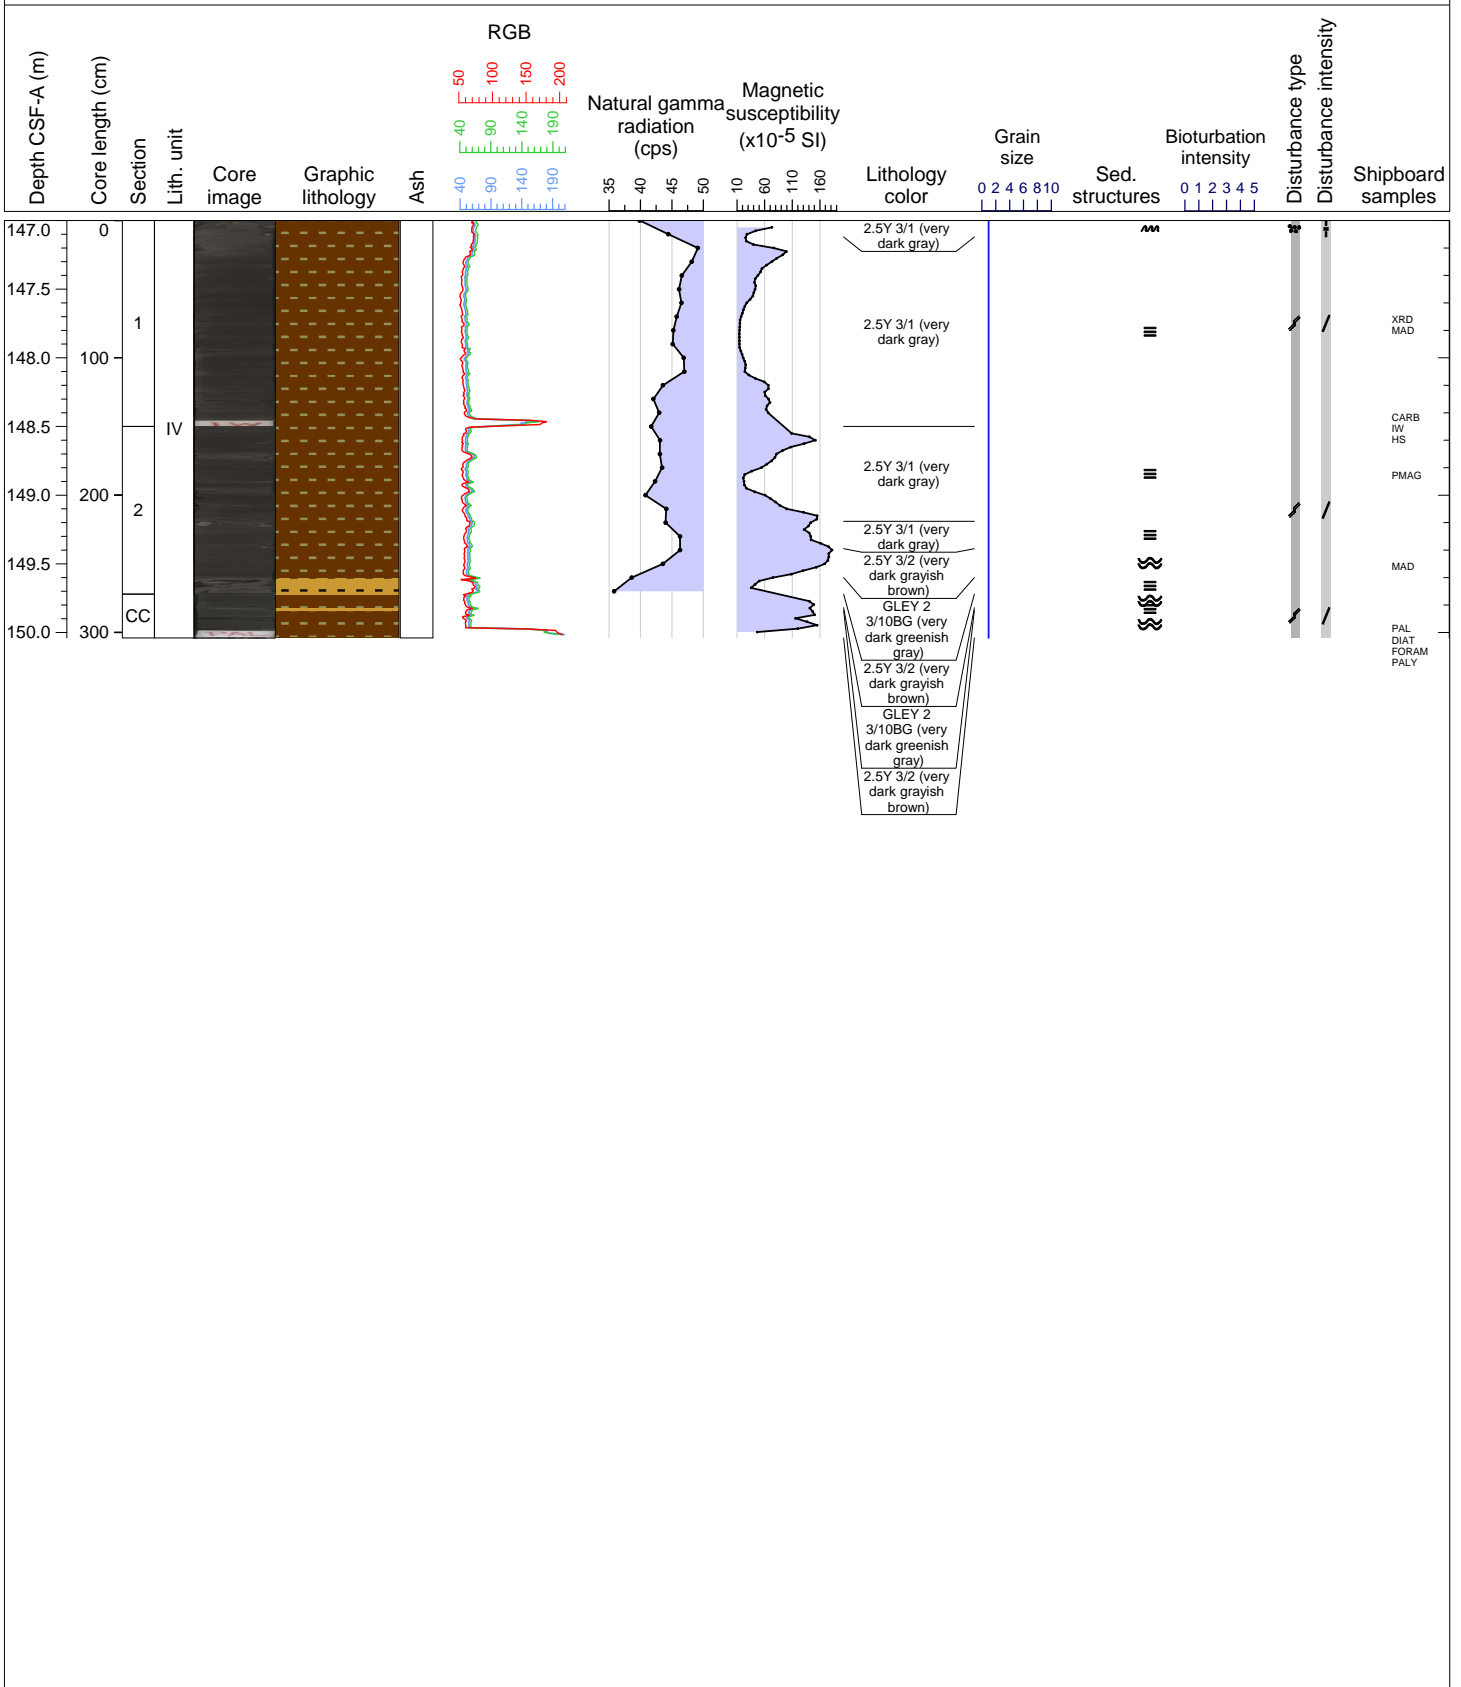 Depth CSF-A (m)
Core length (cm)
Section
Lith. unit
Core
image
Graphic
lithology
Ash
RGB
50 100 150 200
40 90 140 190
40 90 140 190
Natural gamma
radiation
(cps)
35 40 45 50
Magnetic
susceptibility
(x10-5 SI)
10 60 110 160
Lithology
color
Grain
size
0 2 4 6 8 10
Sed.
structures
Bioturbation
intensity
0 1 2 3 4 5
Disturbance type
Disturbance intensity
Shipboard
samples
147.0
147.5
148.0
148.5
149.0
149.5
150.0
0
100
200
300
1
2
CC
IV
IW
PAL
2.5Y 3/1 (very
dark gray)
2.5Y 3/1 (very
dark gray)
2.5Y 3/1 (very
dark gray)
2.5Y 3/1 (very
dark gray)
2.5Y 3/2 (very
dark grayish
brown)
GLEY 2
3/10BG (very
dark greenish
gray)
2.5Y 3/2 (very
dark grayish
brown)
GLEY 2
3/10BG (very
dark greenish
gray)
2.5Y 3/2 (very
dark grayish
brown)
XRD
MAD
CARB
IW
HS
PMAG
MAD
PAL
DIAT
FORAM
PALY